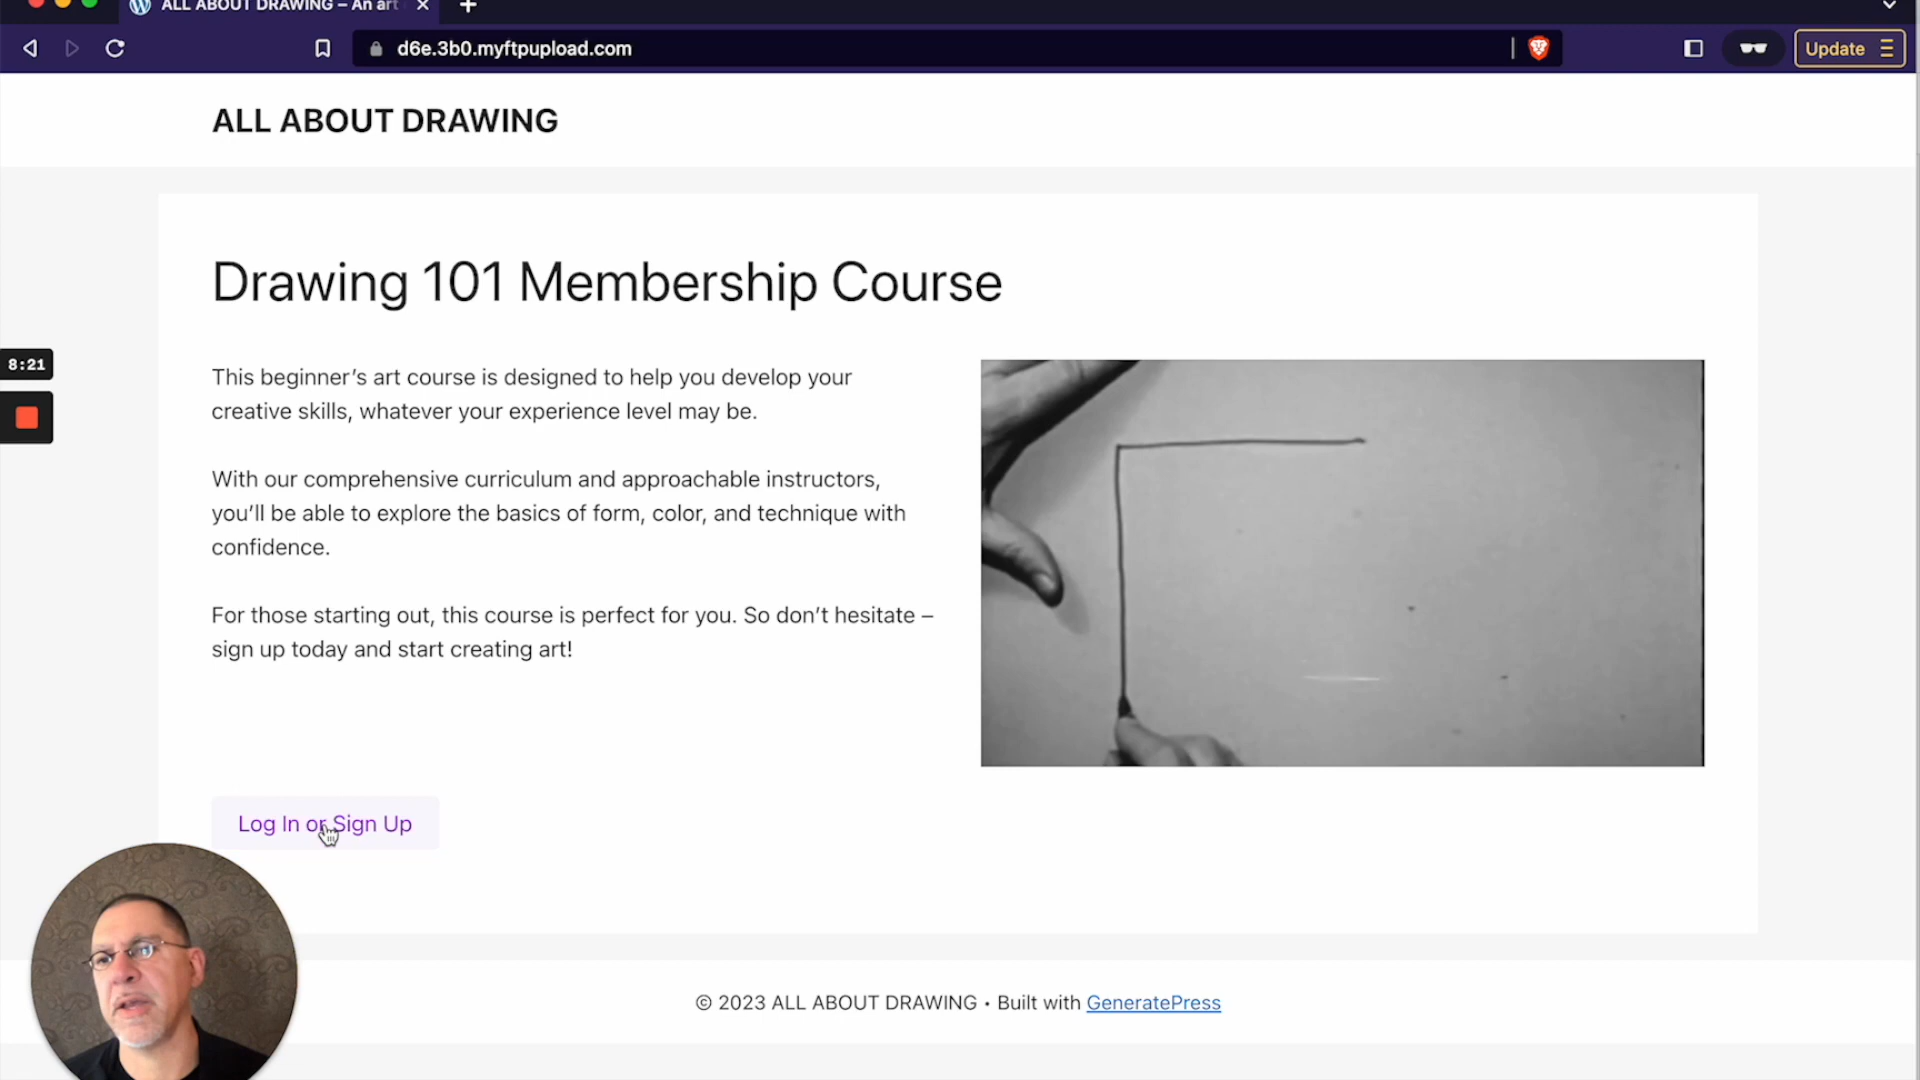 ALL ABOUT DRAWING – An art
d6e.3b0.myftpupload.com
Update
ALL ABOUT DRAWING
Drawing 101 Membership Course
This beginner’s art course is designed to help you develop your
creative skills, whatever your experience level may be.
With our comprehensive curriculum and approachable instructors,
you’ll be able to explore the basics of form, color, and technique with
confidence.
For those starting out, this course is perfect for you. So don’t hesitate –
sign up today and start creating art!
8:21
Log In or Sign Up
© 2023 ALL ABOUT DRAWING • Built with GeneratePress